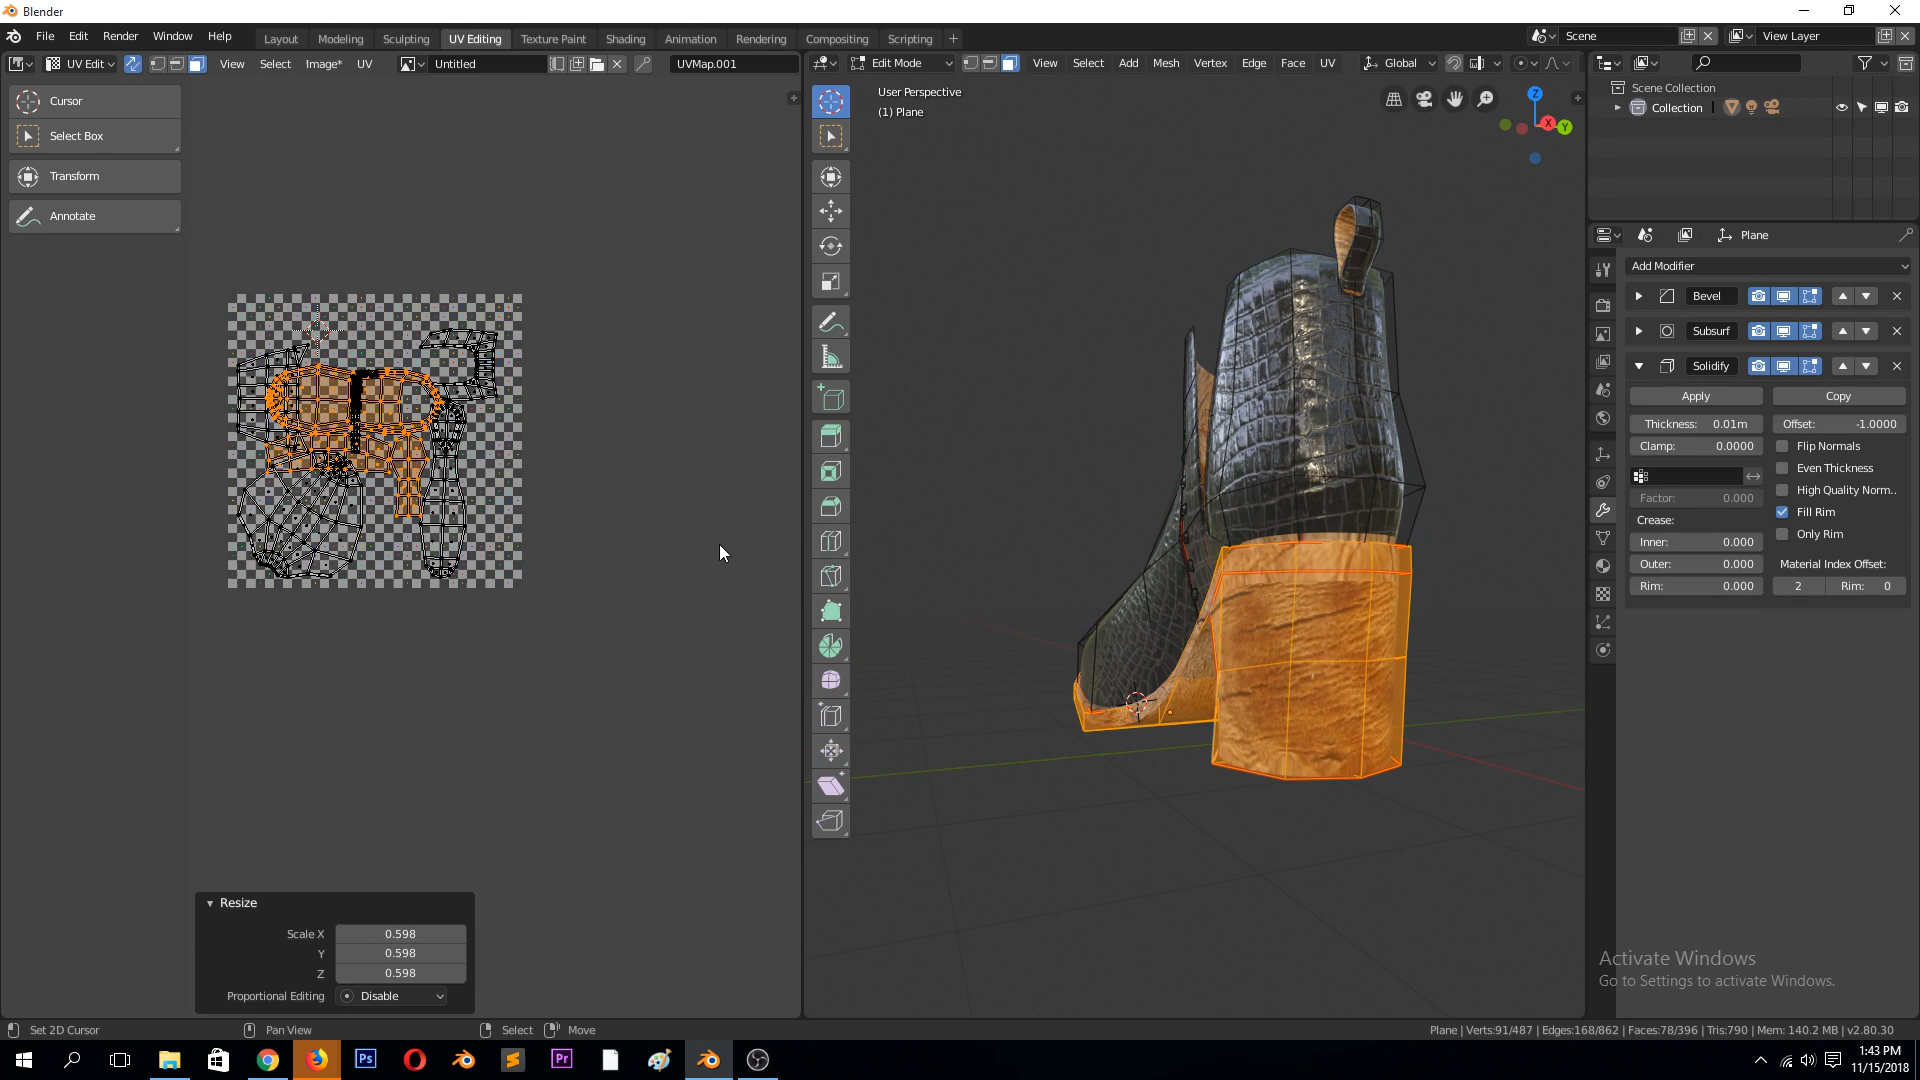 Blender
File Edit Render Window Help Layout Modeling Sculpting UV Editing Texture Paint Shading Animation Rendering Compositing Scripting Scene View Layer
UV Edit View Select Image* UV Untitled UVMap.001 Edit Mode View Select Add Mesh Vertex Edge Face UV Global
Cursor
Select Box
Transform
Annotate
User Perspective
(1) Plane
Z
X
Y
Scene Collection
Collection
Plane
Add Modifier
Bevel
Subsurf
Solidify
Apply Copy
Thickness: 0.01m Offset: -1.0000
Clamp: 0.0000 Flip Normals
Even Thickness
Factor: 0.000 High Quality Norm..
Crease: Fill Rim
Inner: 0.000 Only Rim
Outer: 0.000 Material Index Offset:
Rim: 0.000 2 Rim: 0
Resize
Scale X 0.598
Y 0.598
Z 0.598
Proportional Editing Disable
Activate Windows
Go to Settings to activate Windows.
Set 2D Cursor Pan View Select Move Plane | Verts:91/487 | Edges:168/862 | Faces:78/396 | Tris:790 | Mem: 140.2 MB | v2.80.30
Ps Pr
1:43 PM
11/15/2018